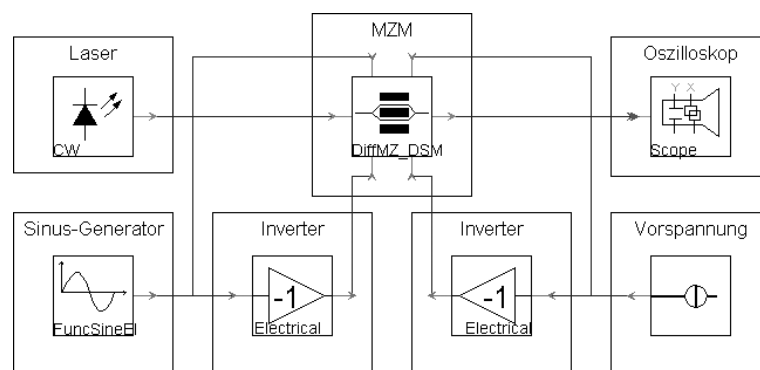 MZM
Laser
Oszilloskop
Y X
CW
DiffMZ_DSM
Scope
Sinus-Generator
Inverter
Inverter
Vorspannung
-1
-1
FuncSineEl
Electrical
Electrical